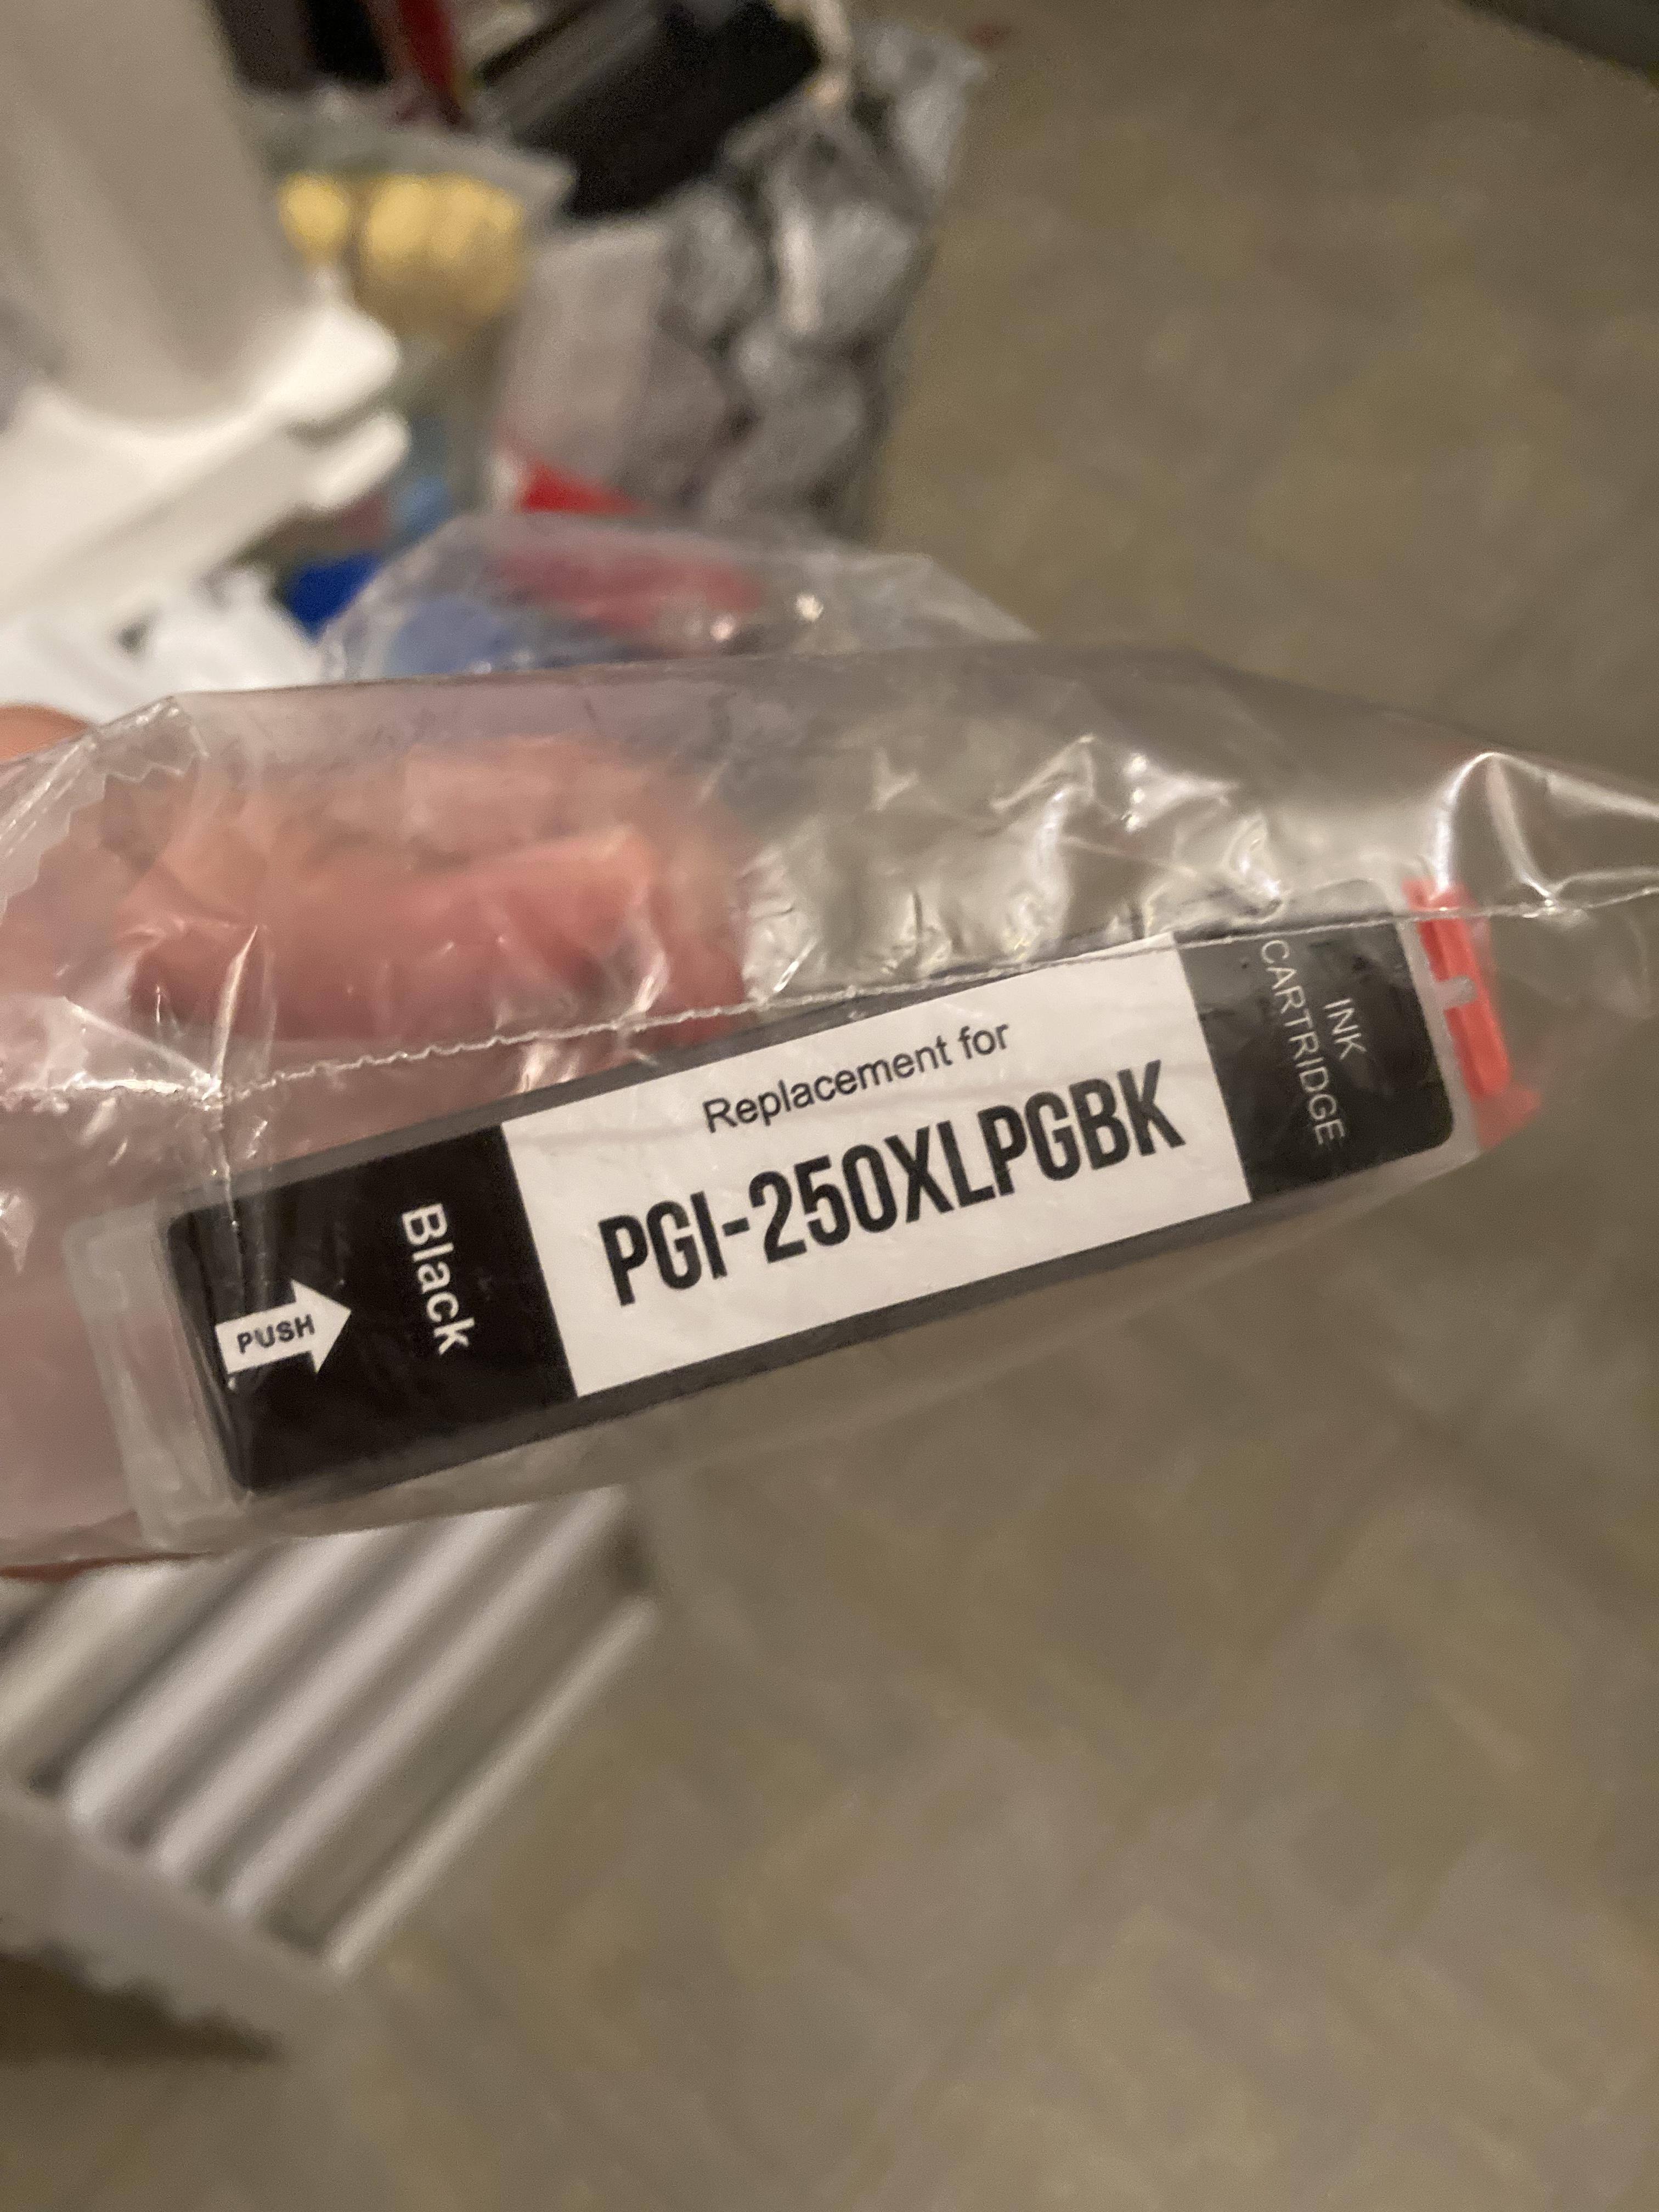 Replacement for
PGI-250XLPGBK
Black
PUSH
INK
CARTRIDGE